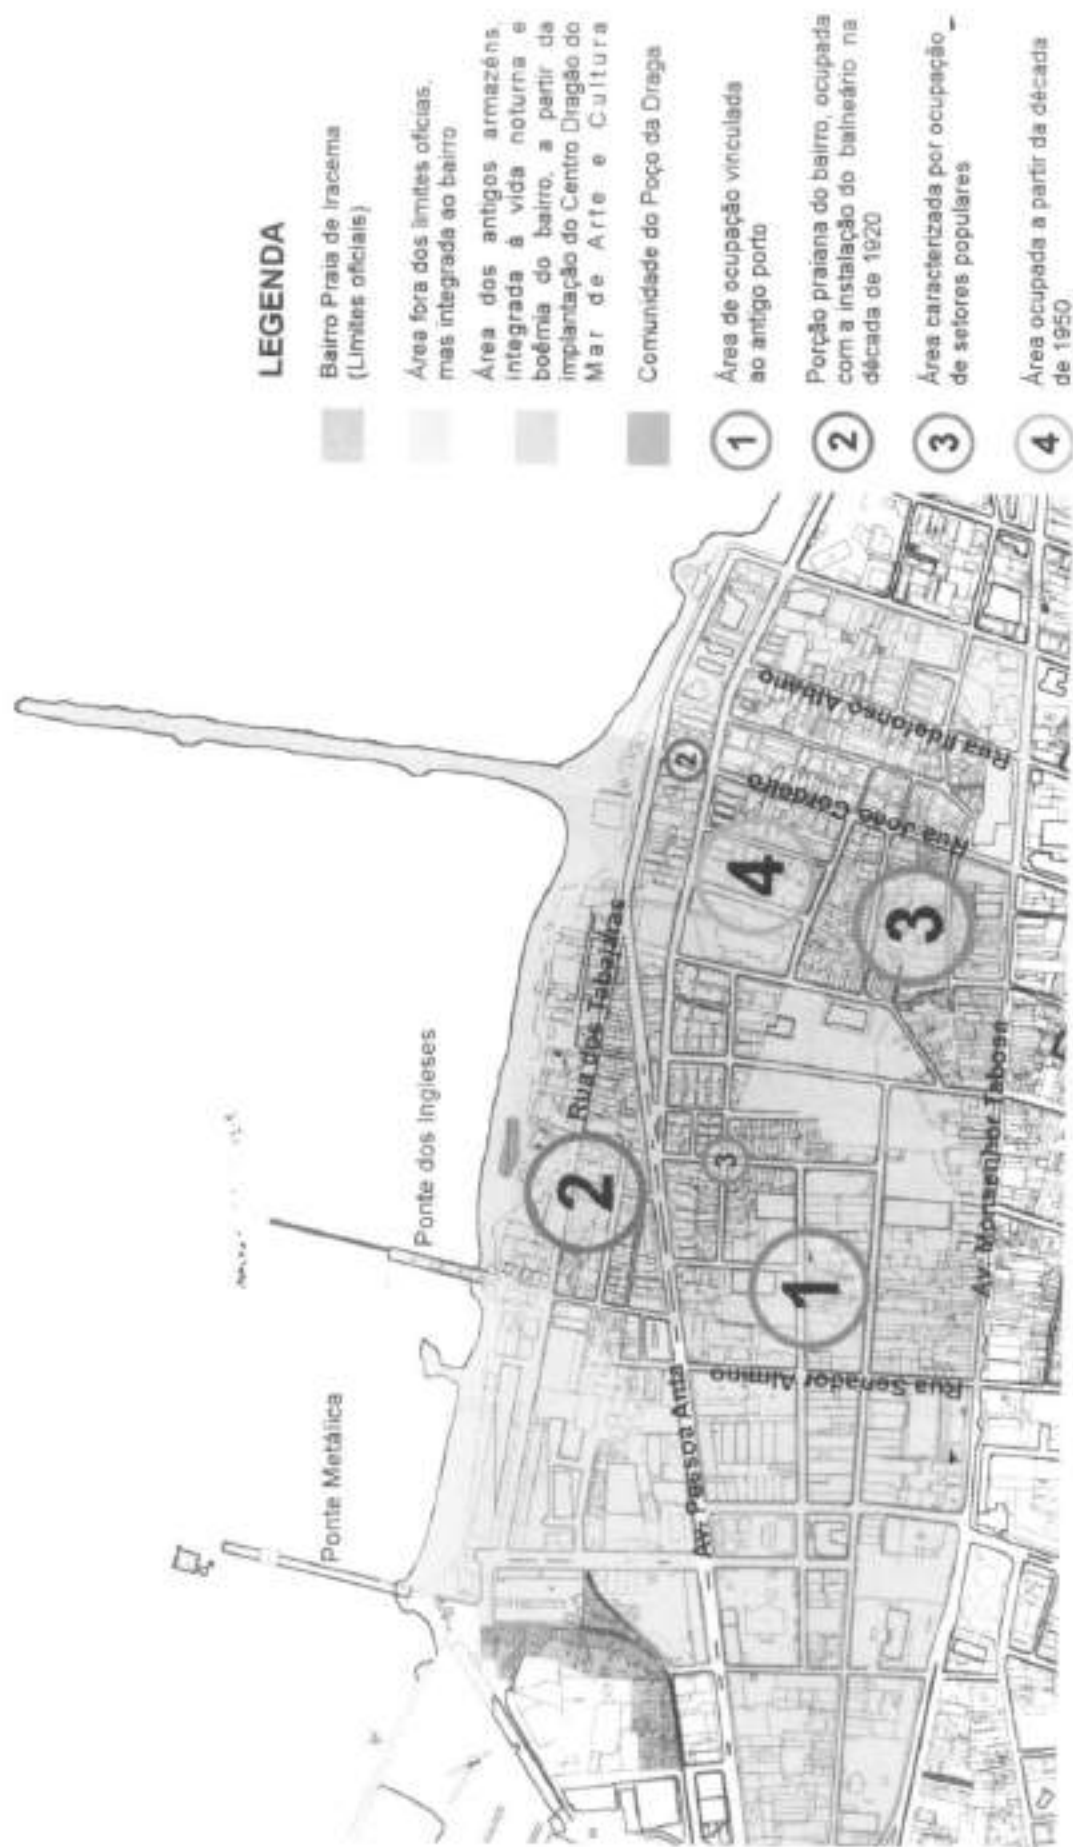 LEGENDA
Bairro Praia de Iracema
(Limites oficiais)
Área fora dos limites oficias,
mas integrada ao bairro
Área dos antigos armazéns,
integrada à vida noturna e
boêmia do bairro, a partir da
implantação do Centro Dragão do
Mar de Arte e Cultura
Comunidade do Poço da Draga
1
Área de ocupação vinculada
ao antigo porto
2
Porção praiana do bairro, ocupada
com a instalação do balneário na
década de 1920
3
Área caracterizada por ocupação
de setores populares
4
Área ocupada a partir da década
de 1950
Ponte Metálica
Ponte dos Ingleses
Rua dos Tabajaras
Av. Pessoa Anta
Rua Senador Almino
Av. Monsenhor Tabosa
Rua João Cordeiro
Rua Ildefonso Albano
2
2
1
3
4
3